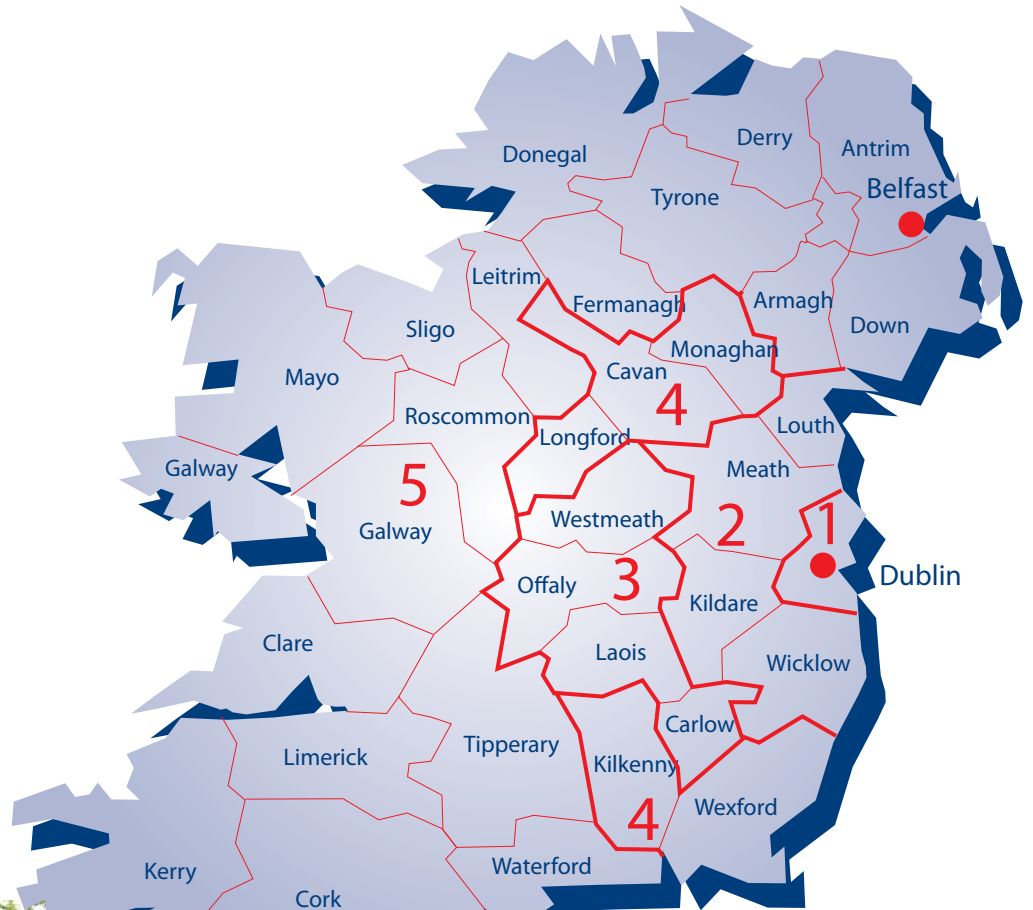 Donegal
Derry
Antrim
Belfast
Tyrone
Leitrim
Fermanagh
Armagh
Sligo
Down
Monaghan
Mayo
Cavan
4
Roscommon
Louth
Longford
Galway
Meath
5
Galway
Westmeath
2
1
Offaly
3
Dublin
Kildare
Clare
Laois
Wicklow
Carlow
Tipperary
Limerick
Kilkenny
Wexford
4
Waterford
Kerry
Cork